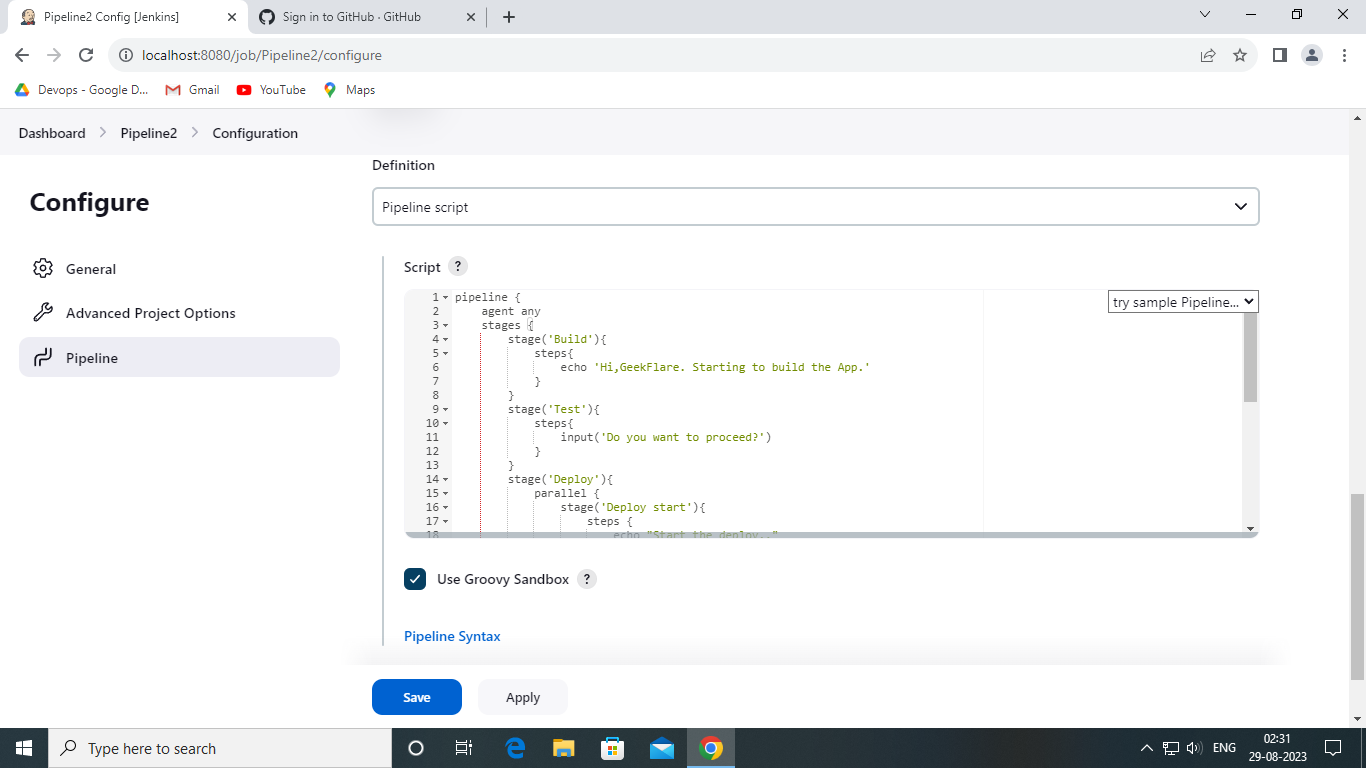 Pipeline2 Config [Jenkins]
Sign in to GitHub · GitHub
localhost:8080/job/Pipeline2/configure
Devops - Google D...
Gmail
YouTube
Maps
Dashboard > Pipeline2 > Configuration
Configure
General
Advanced Project Options
Pipeline
Definition
Pipeline script
Script ?
try sample Pipeline...
1 pipeline {
2     agent any
3     stages {
4         stage('Build'){
5             steps{
6                 echo 'Hi,GeekFlare. Starting to build the App.'
7             }
8         }
9         stage('Test'){
10             steps{
11                 input('Do you want to proceed?')
12             }
13         }
14         stage('Deploy'){
15             parallel {
16                 stage('Deploy start'){
17                     steps {
18                         echo "Start the deploy.."
Use Groovy Sandbox ?
Pipeline Syntax
Save
Apply
Type here to search
ENG
02:31
29-08-2023